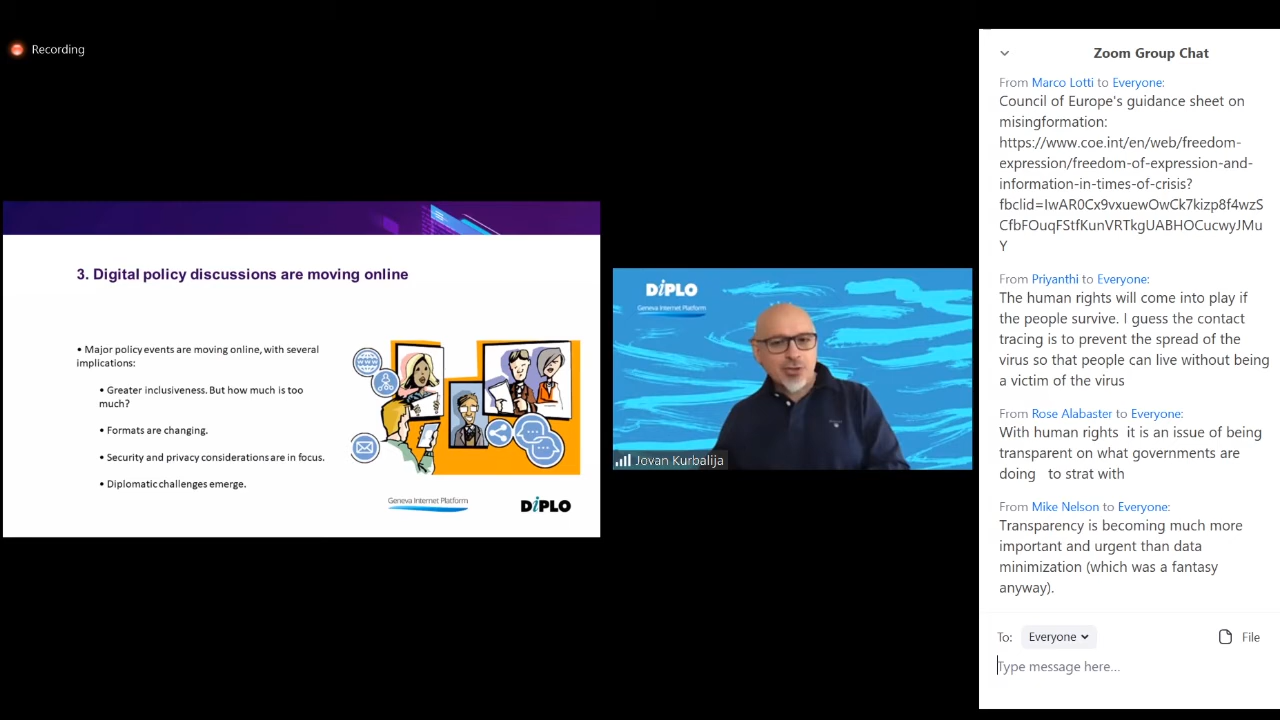 Recording
3. Digital policy discussions are moving online
• Major policy events are moving online, with several
implications:
• Greater inclusiveness. But how much is too
much?
• Formats are changing.
• Security and privacy considerations are in focus.
• Diplomatic challenges emerge.
Geneva Internet Platform
DiPLO
DiPLO
Geneva Internet Platform
Jovan Kurbalija
Zoom Group Chat
From Marco Lotti to Everyone:
Council of Europe's guidance sheet on
misingformation:
https://www.coe.int/en/web/freedom-
expression/freedom-of-expression-and-
information-in-times-of-crisis?
fbclid=IwAR0Cx9vxuewOwCk7kizp8f4wzS
CfbFOuqFStfKunVRTkgUABHOCucwyJMu
Y
From Priyanthi to Everyone:
The human rights will come into play if
the people survive. I guess the contact
tracing is to prevent the spread of the
virus so that people can live without being
a victim of the virus
From Rose Alabaster to Everyone:
With human rights  it is an issue of being
transparent on what governments are
doing   to strat with
From Mike Nelson to Everyone:
Transparency is becoming much more
important and urgent than data
minimization (which was a fantasy
anyway).
To: Everyone File
Type message here...